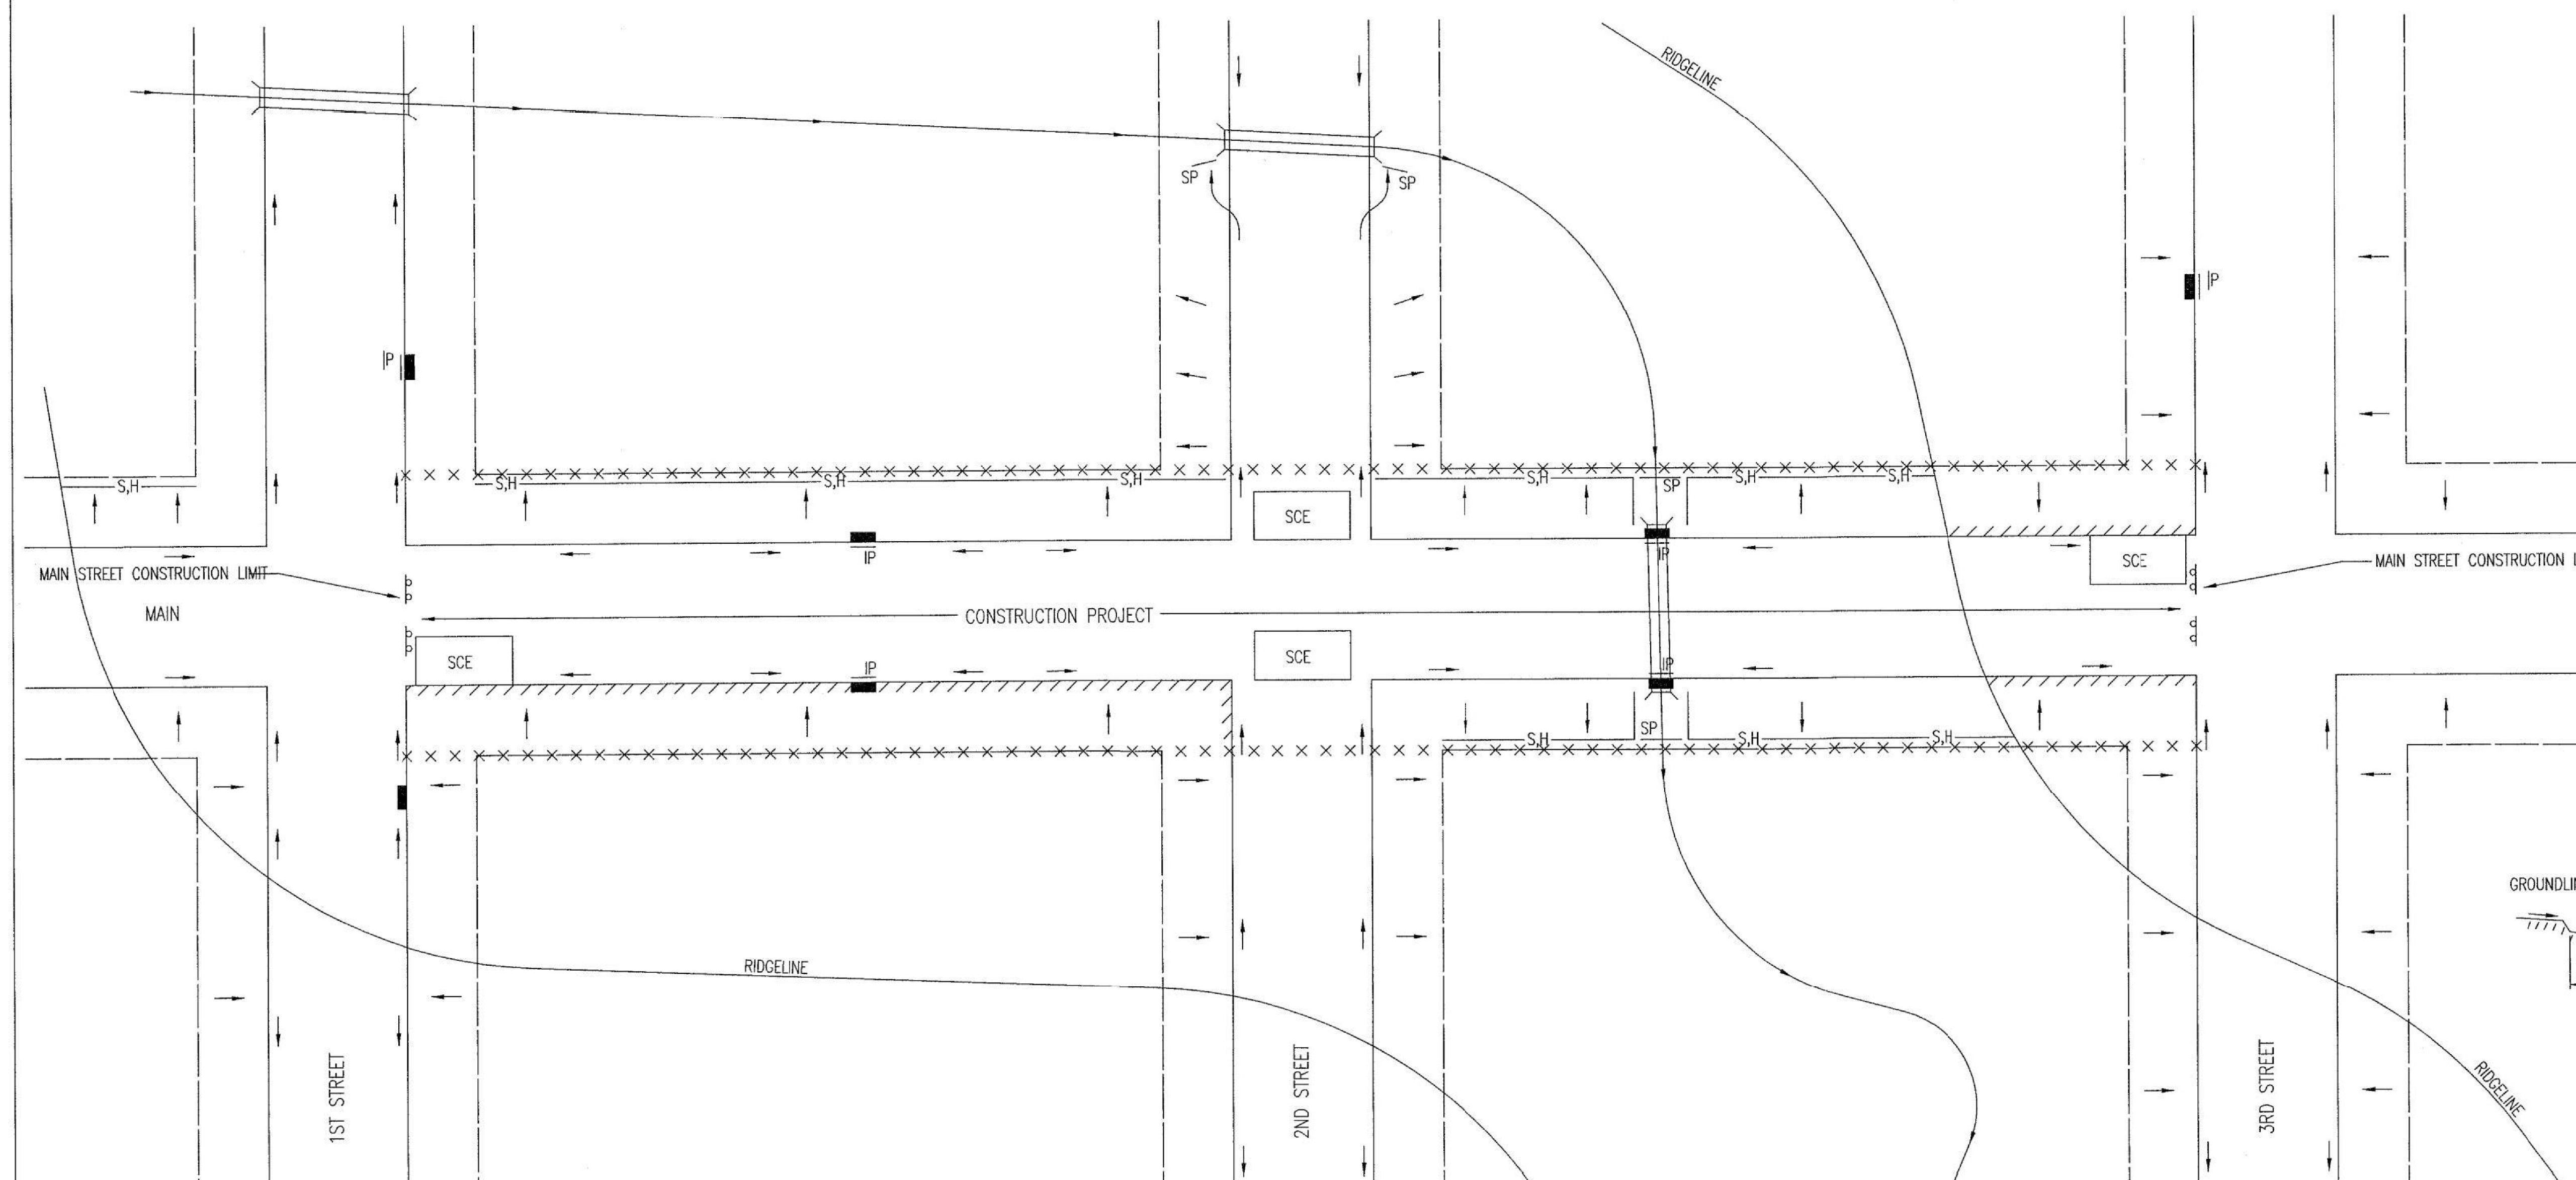 RIDGELINE
SP
SP
IP
IP
S,H
S,H
S,H
S,H
S,H
SP
S,H
S,H
SCE
IP
IP
SCE
MAIN STREET CONSTRUCTION LIMIT
MAIN STREET CONSTRUCTION L
MAIN
CONSTRUCTION PROJECT
SCE
SCE
IP
IP
S,H
SP
S,H
S,H
GROUNDLIN
RIDGELINE
1ST STREET
2ND STREET
3RD STREET
RIDGELINE